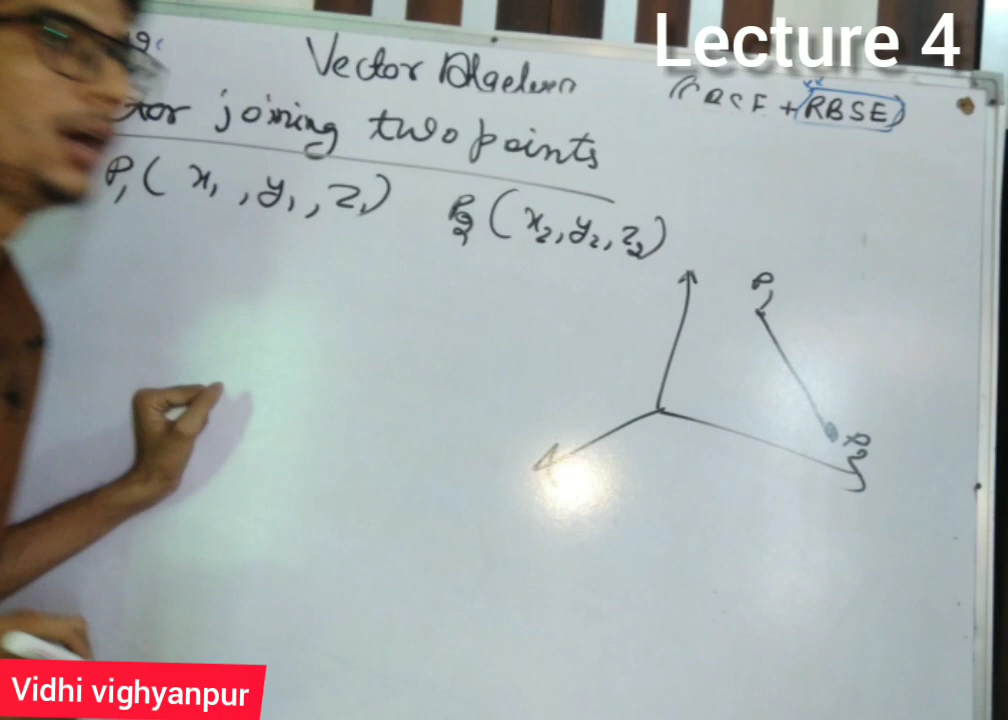 Lecture 4
Vector Algebra
+ RBSE
joining two points
P₁ ( x₁ , y₁ , z₁ ) P₂ ( x₂, y₂, z₂ )
P₁
P₂
Vidhi vighyanpur